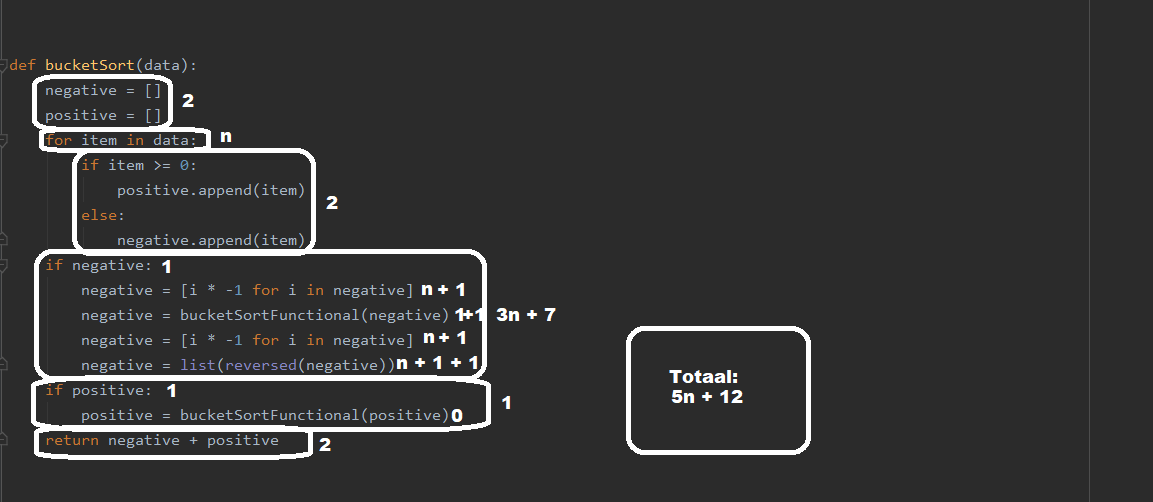 def bucketSort(data):
negative = []
positive = [] 2
for item in data: n
if item >= 0:
positive.append(item)
else: 2
negative.append(item)
if negative: 1
negative = [i * -1 for i in negative] n + 1
negative = bucketSortFunctional(negative) 1+1 3n + 7
negative = [i * -1 for i in negative] n + 1
negative = list(reversed(negative)) n + 1 + 1
if positive: 1
positive = bucketSortFunctional(positive) 0 1
return negative + positive 2
Totaal:
5n + 12